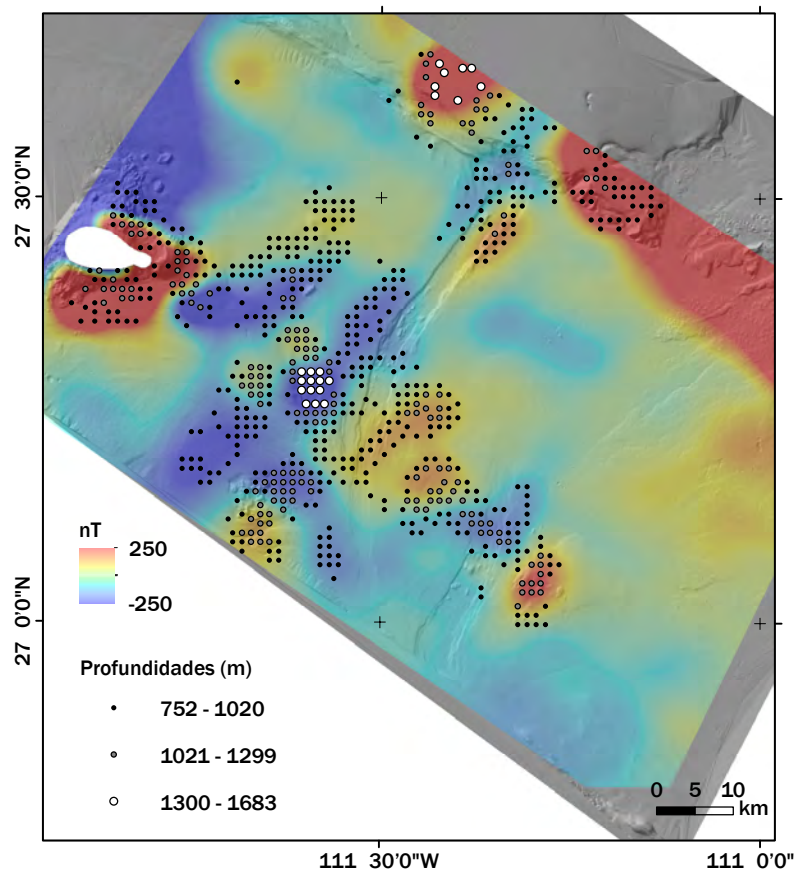 27 30'0"N
27 0'0"N
nT
250
-250
Profundidades (m)
752 - 1020
1021 - 1299
1300 - 1683
0 5 10
km
111 30'0"W
111 0'0"